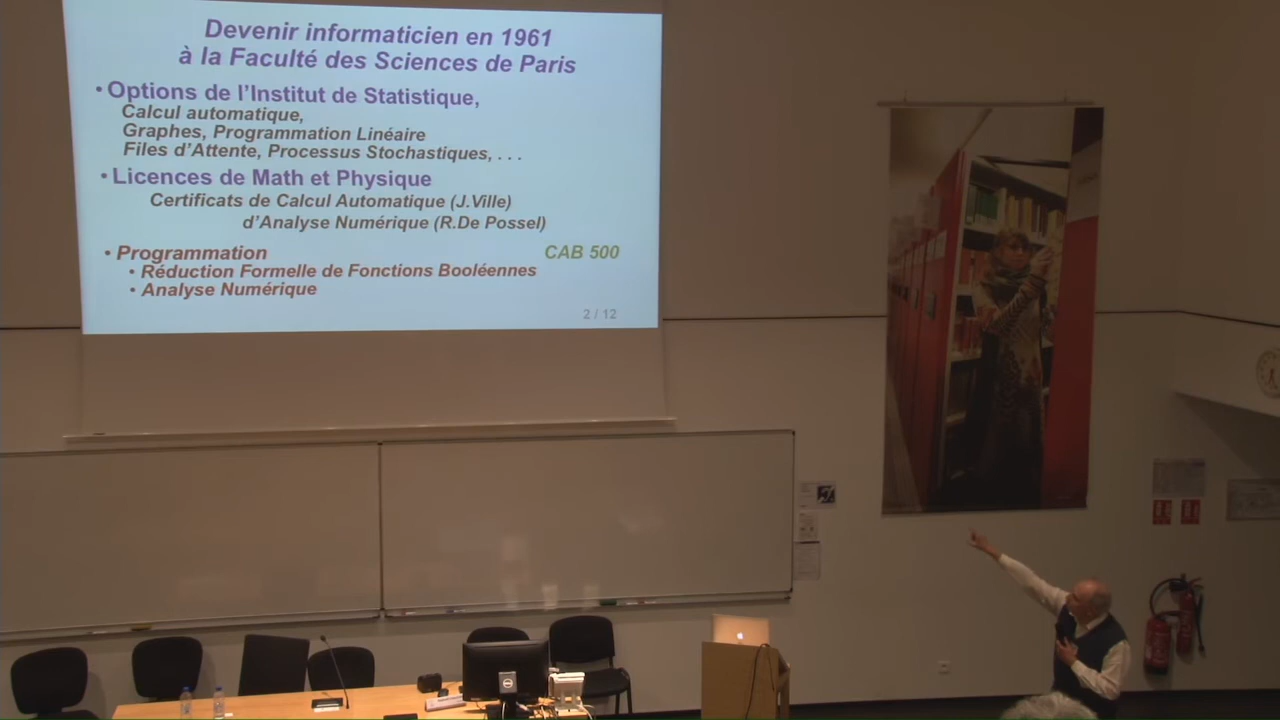 Devenir informaticien en 1961
à la Faculté des Sciences de Paris
• Options de l'Institut de Statistique,
Calcul automatique,
Graphes, Programmation Linéaire
Files d'Attente, Processus Stochastiques, . . .
• Licences de Math et Physique
Certificats de Calcul Automatique (J.Ville)
d'Analyse Numérique (R.De Possel)
• Programmation CAB 500
• Réduction Formelle de Fonctions Booléennes
• Analyse Numérique
2 / 12